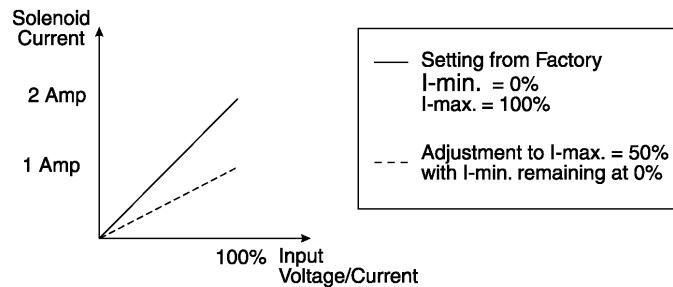 Solenoid
Current
2 Amp
1 Amp
100% Input
Voltage/Current
Setting from Factory
I-min. = 0%
I-max. = 100%
Adjustment to I-max. = 50%
with I-min. remaining at 0%